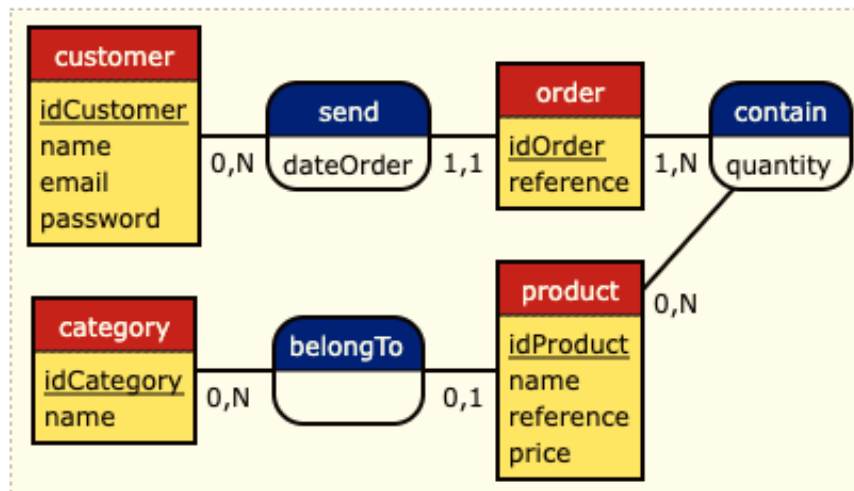 customer
idCustomer
name
email
password
0,N
send
dateOrder
1,1
order
idOrder
reference
1,N
contain
quantity
category
idCategory
name
0,N
belongTo
0,1
product
idProduct
name
reference
price
0,N